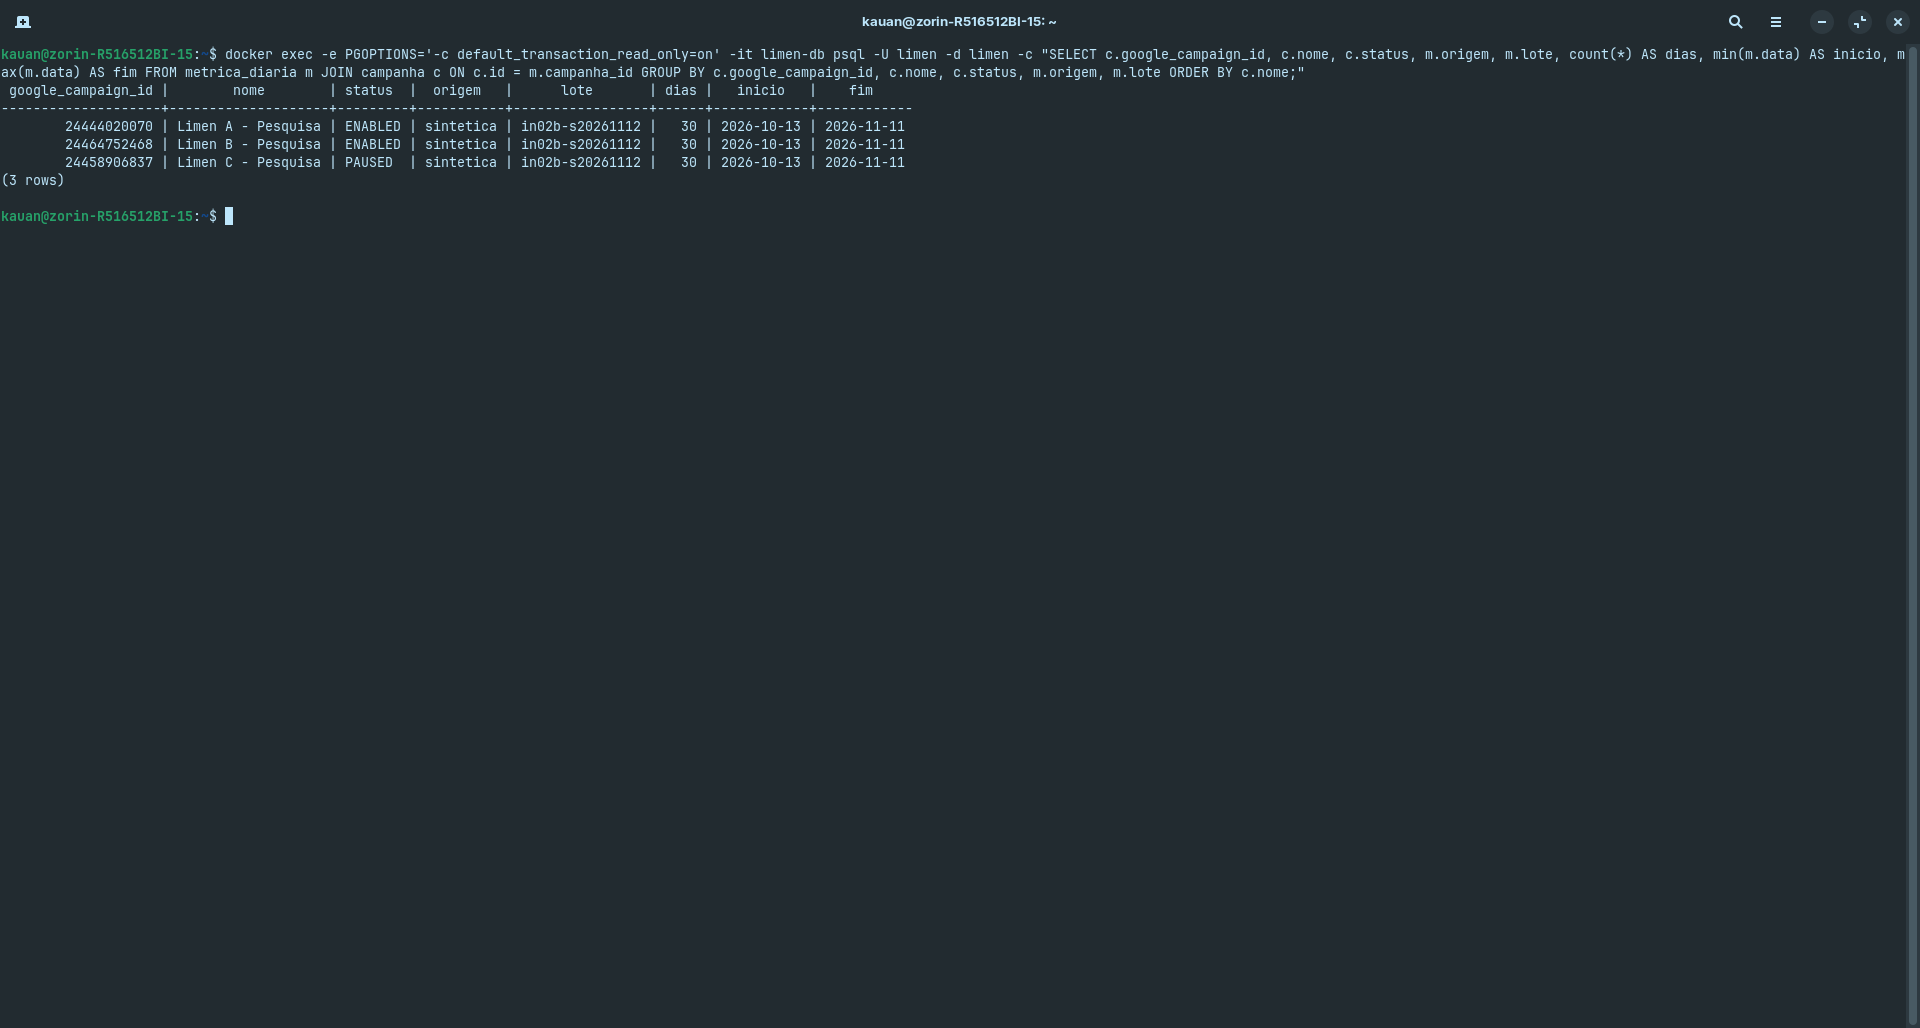 kauan@zorin-R516512BI-15: ~
kauan@zorin-R516512BI-15:~$ docker exec -e PGOPTIONS='-c default_transaction_read_only=on' -it limen-db psql -U limen -d limen -c "SELECT c.google_campaign_id, c.nome, c.status, m.origem, m.lote, count(*) AS dias, min(m.data) AS inicio, m
ax(m.data) AS fim FROM metrica_diaria m JOIN campanha c ON c.id = m.campanha_id GROUP BY c.google_campaign_id, c.nome, c.status, m.origem, m.lote ORDER BY c.nome;"
 google_campaign_id |        nome        | status  |  origem   |      lote       | dias |   inicio   |    fim
--------------------+--------------------+---------+-----------+-----------------+------+------------+------------
        24444020070 | Limen A - Pesquisa | ENABLED | sintetica | in02b-s20261112 |   30 | 2026-10-13 | 2026-11-11
        24464752468 | Limen B - Pesquisa | ENABLED | sintetica | in02b-s20261112 |   30 | 2026-10-13 | 2026-11-11
        24458906837 | Limen C - Pesquisa | PAUSED  | sintetica | in02b-s20261112 |   30 | 2026-10-13 | 2026-11-11
(3 rows)
kauan@zorin-R516512BI-15:~$